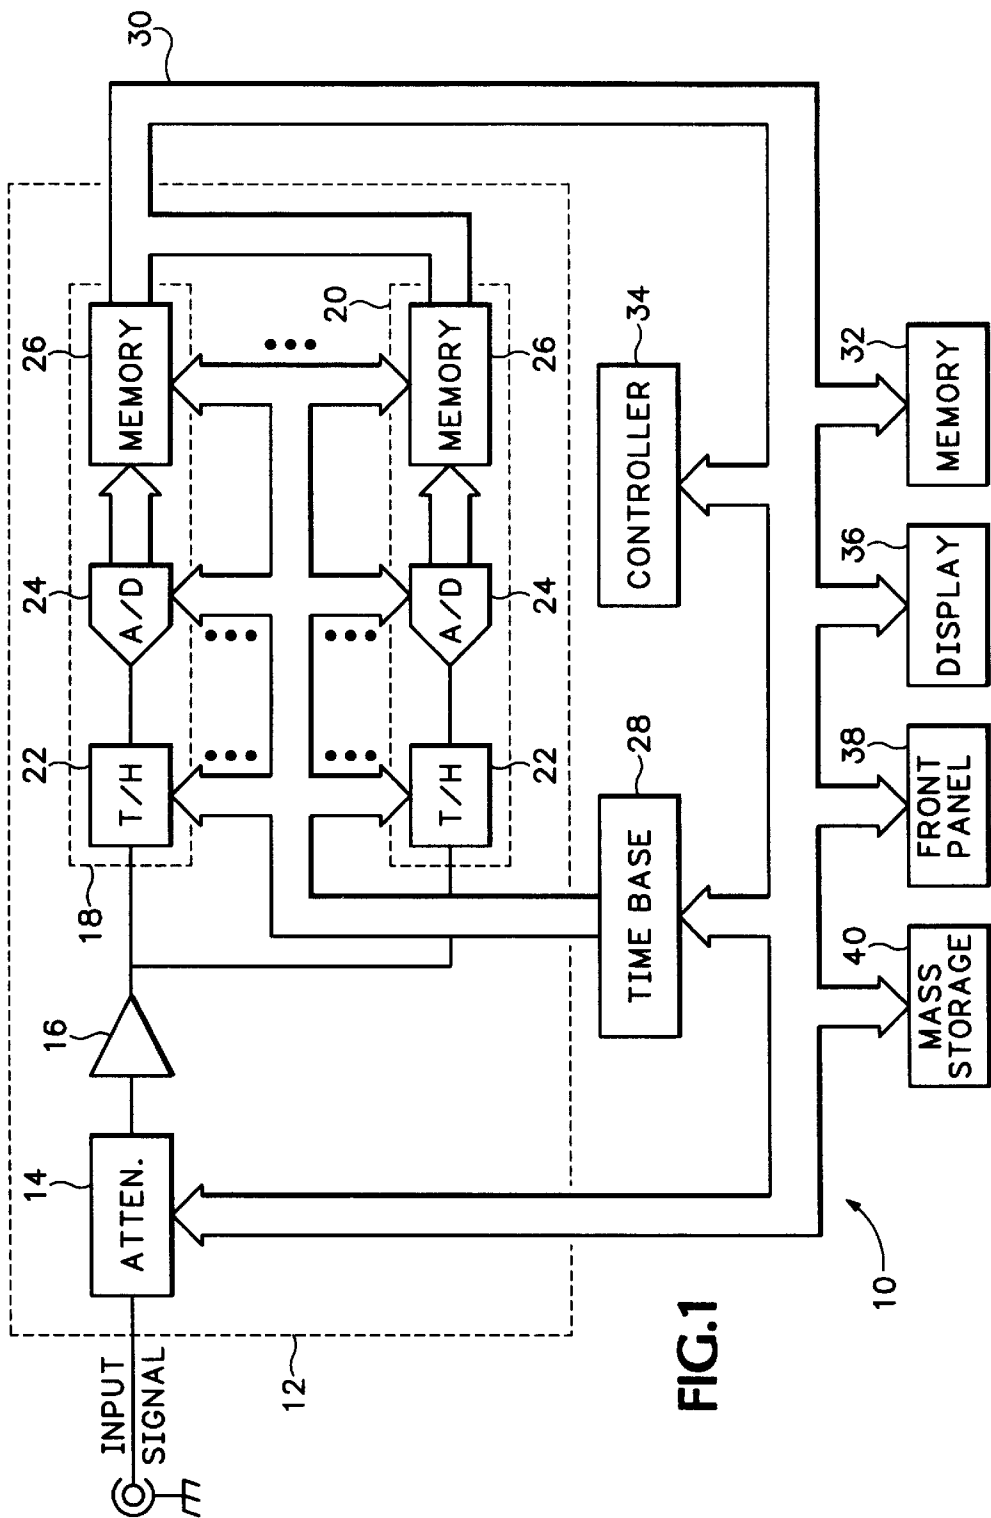 INPUT
SIGNAL
12
14
ATTEN.
16
18
22
T/H
24
A/D
26
MEMORY
30
20
T/H
22
A/D
24
MEMORY
26
TIME BASE
28
CONTROLLER
34
10
MASS
STORAGE
40
FRONT
PANEL
38
DISPLAY
36
MEMORY
32
FIG.1